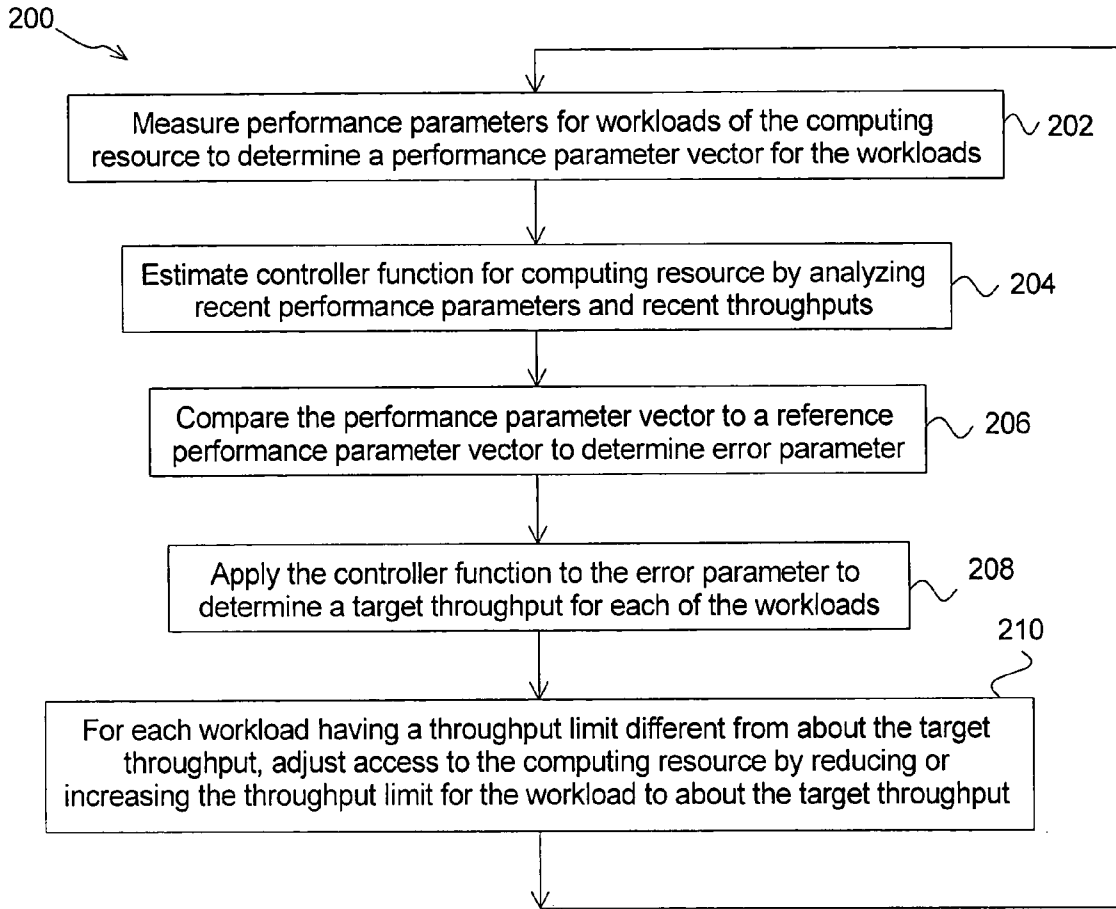 200
Measure performance parameters for workloads of the computing
resource to determine a performance parameter vector for the workloads
202
Estimate controller function for computing resource by analyzing
recent performance parameters and recent throughputs
204
Compare the performance parameter vector to a reference
performance parameter vector to determine error parameter
206
Apply the controller function to the error parameter to
determine a target throughput for each of the workloads
208
210
For each workload having a throughput limit different from about the target
throughput, adjust access to the computing resource by reducing or
increasing the throughput limit for the workload to about the target throughput